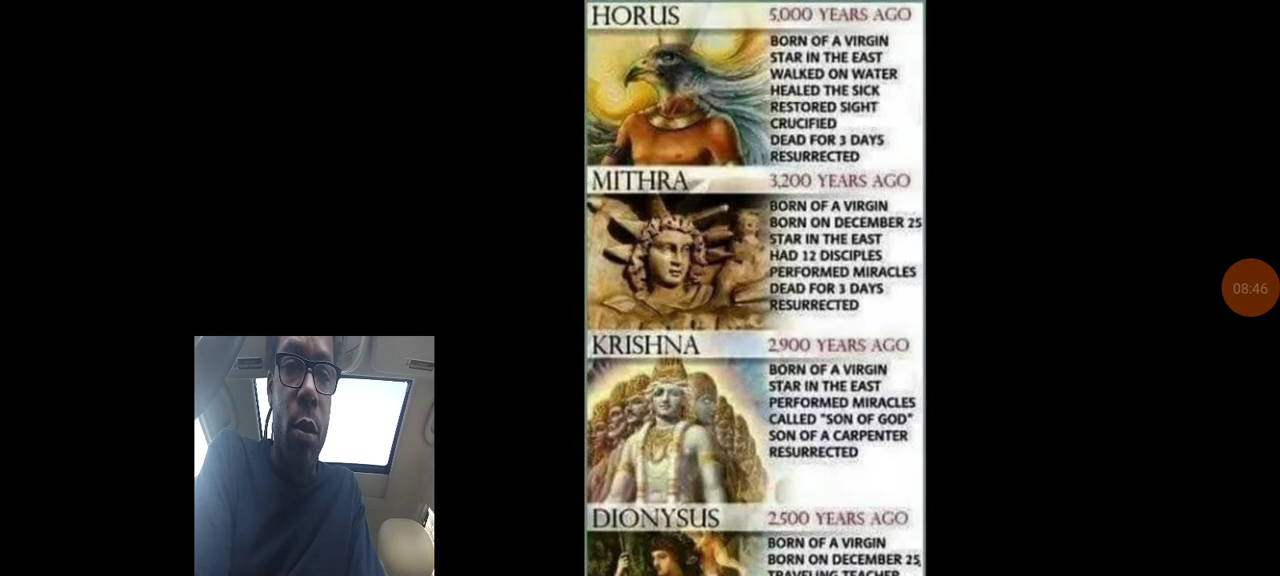 HORUS 5,000 YEARS AGO
BORN OF A VIRGIN
STAR IN THE EAST
WALKED ON WATER
HEALED THE SICK
RESTORED SIGHT
CRUCIFIED
DEAD FOR 3 DAYS
RESURRECTED
MITHRA 3,200 YEARS AGO
BORN OF A VIRGIN
BORN ON DECEMBER 25
STAR IN THE EAST
HAD 12 DISCIPLES
PERFORMED MIRACLES
DEAD FOR 3 DAYS
RESURRECTED
KRISHNA 2,900 YEARS AGO
BORN OF A VIRGIN
STAR IN THE EAST
PERFORMED MIRACLES
CALLED "SON OF GOD"
SON OF A CARPENTER
RESURRECTED
DIONYSUS 2,500 YEARS AGO
BORN OF A VIRGIN
BORN ON DECEMBER 25,
TRAVELING TEACHER
08:46